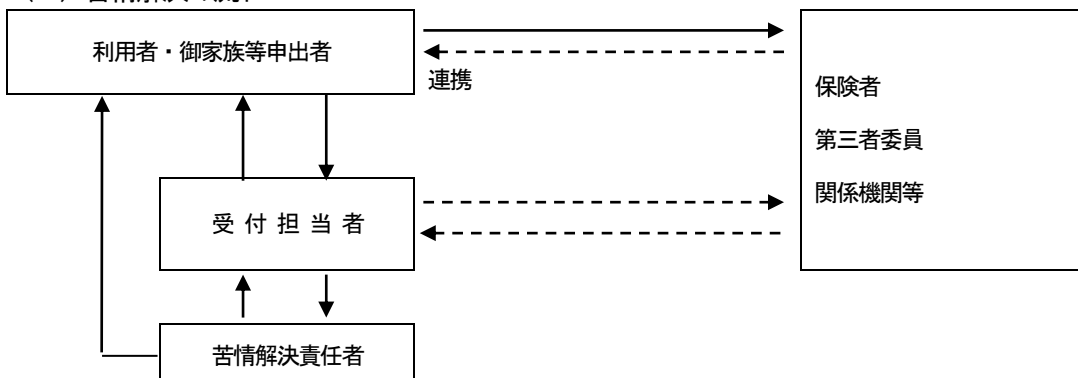 利用者・御家族等申出者
連携
保険者
第三者委員
関係機関等
受 付 担 当 者
苦情解決責任者